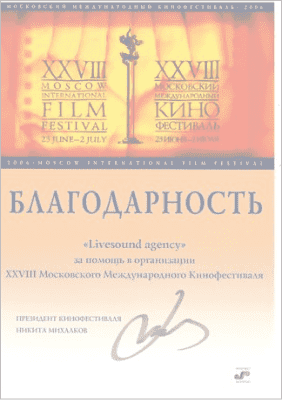 МОСКОВСКИЙ МЕЖДУНАРОДНЫЙ КИНОФЕСТИВАЛЬ · 2006
XXVIII
MOSCOW
INTERNATIONAL
FILM
FESTIVAL
23 JUNE - 2 JULY
XXVIII
МОСКОВСКИЙ
МЕЖДУНАРОДНЫЙ
КИНО
ФЕСТИВАЛЬ
2006 · MOSCOW INTERNATIONAL FILM FESTIVAL
БЛАГОДАРНОСТЬ
«Livesound agency»
за помощь в организации
XXVIII Московского Международного Кинофестиваля
ПРЕЗИДЕНТ КИНОФЕСТИВАЛЯ
НИКИТА МИХАЛКОВ